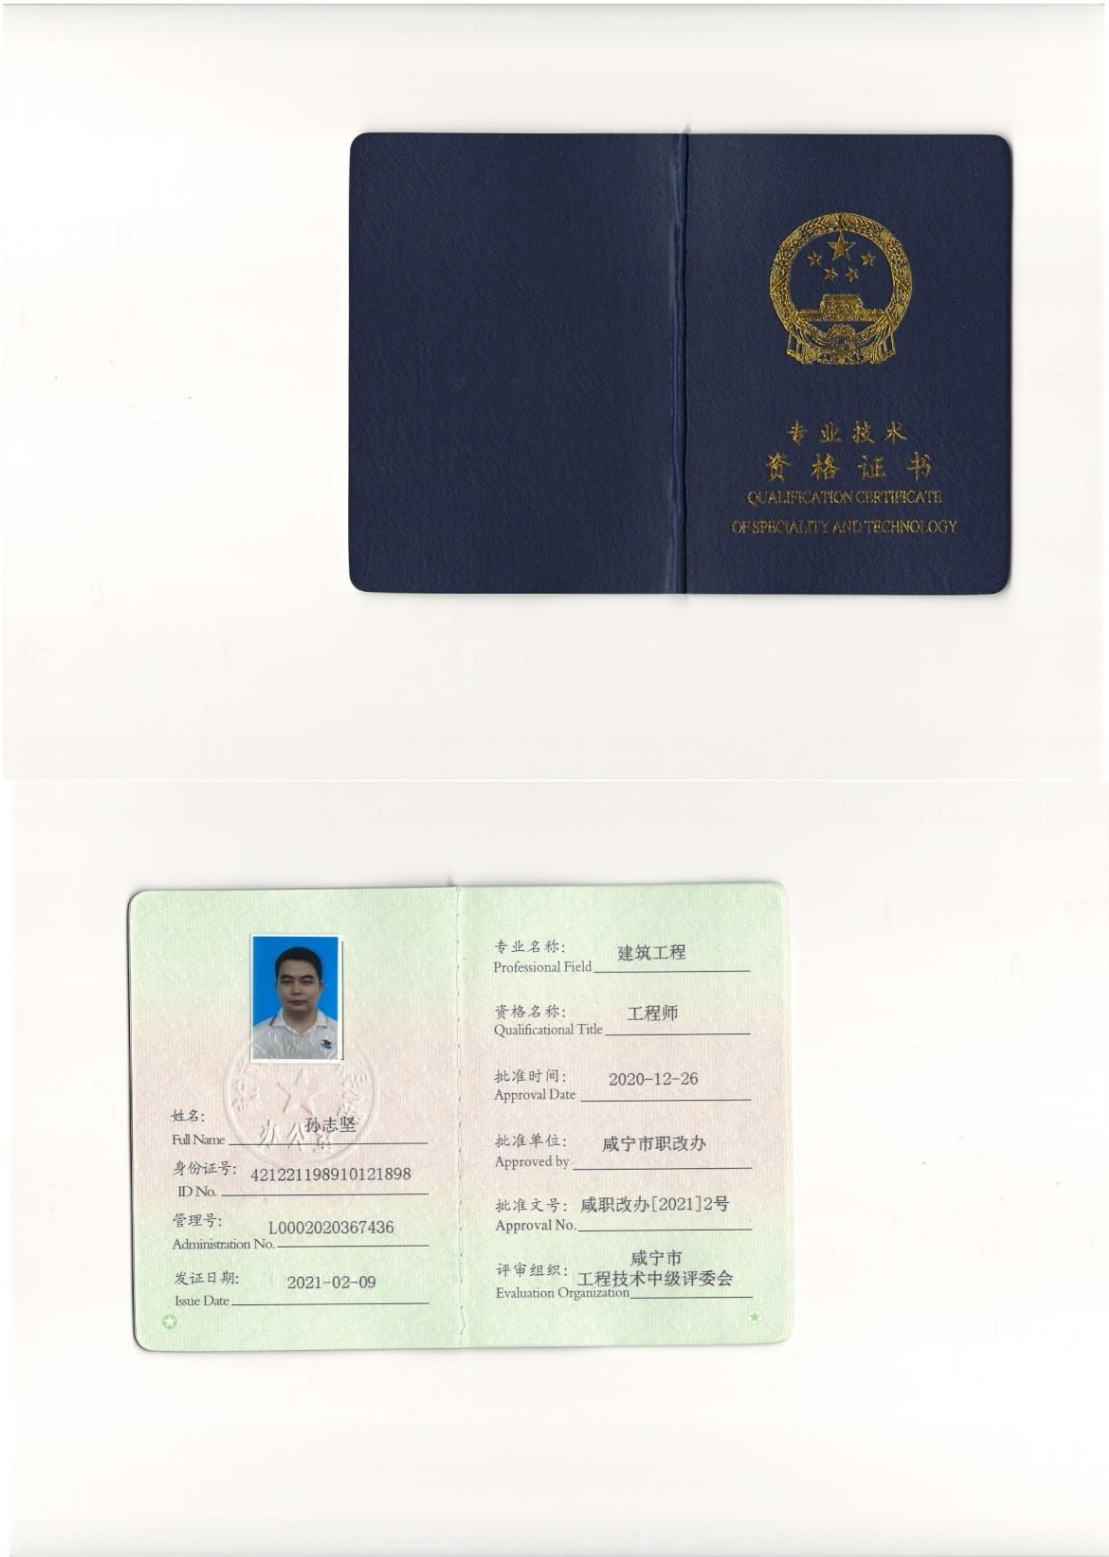 专业技术
资格证书
QUALIFICATION CERTIFICATE
OF SPECIALITY AND TECHNOLOGY
姓名: 孙志坚
Full Name
身份证号: 421221198910121898
ID No.
管理号: L0002020367436
Administration No.
发证日期: 2021-02-09
Issue Date
办公室
专业名称: 建筑工程
Professional Field
资格名称: 工程师
Qualificational Title
批准时间: 2020-12-26
Approval Date
批准单位: 咸宁市职改办
Approved by
批准文号: 咸职改办[2021]2号
Approval No.
咸宁市
评审组织: 工程技术中级评委会
Evaluation Organization